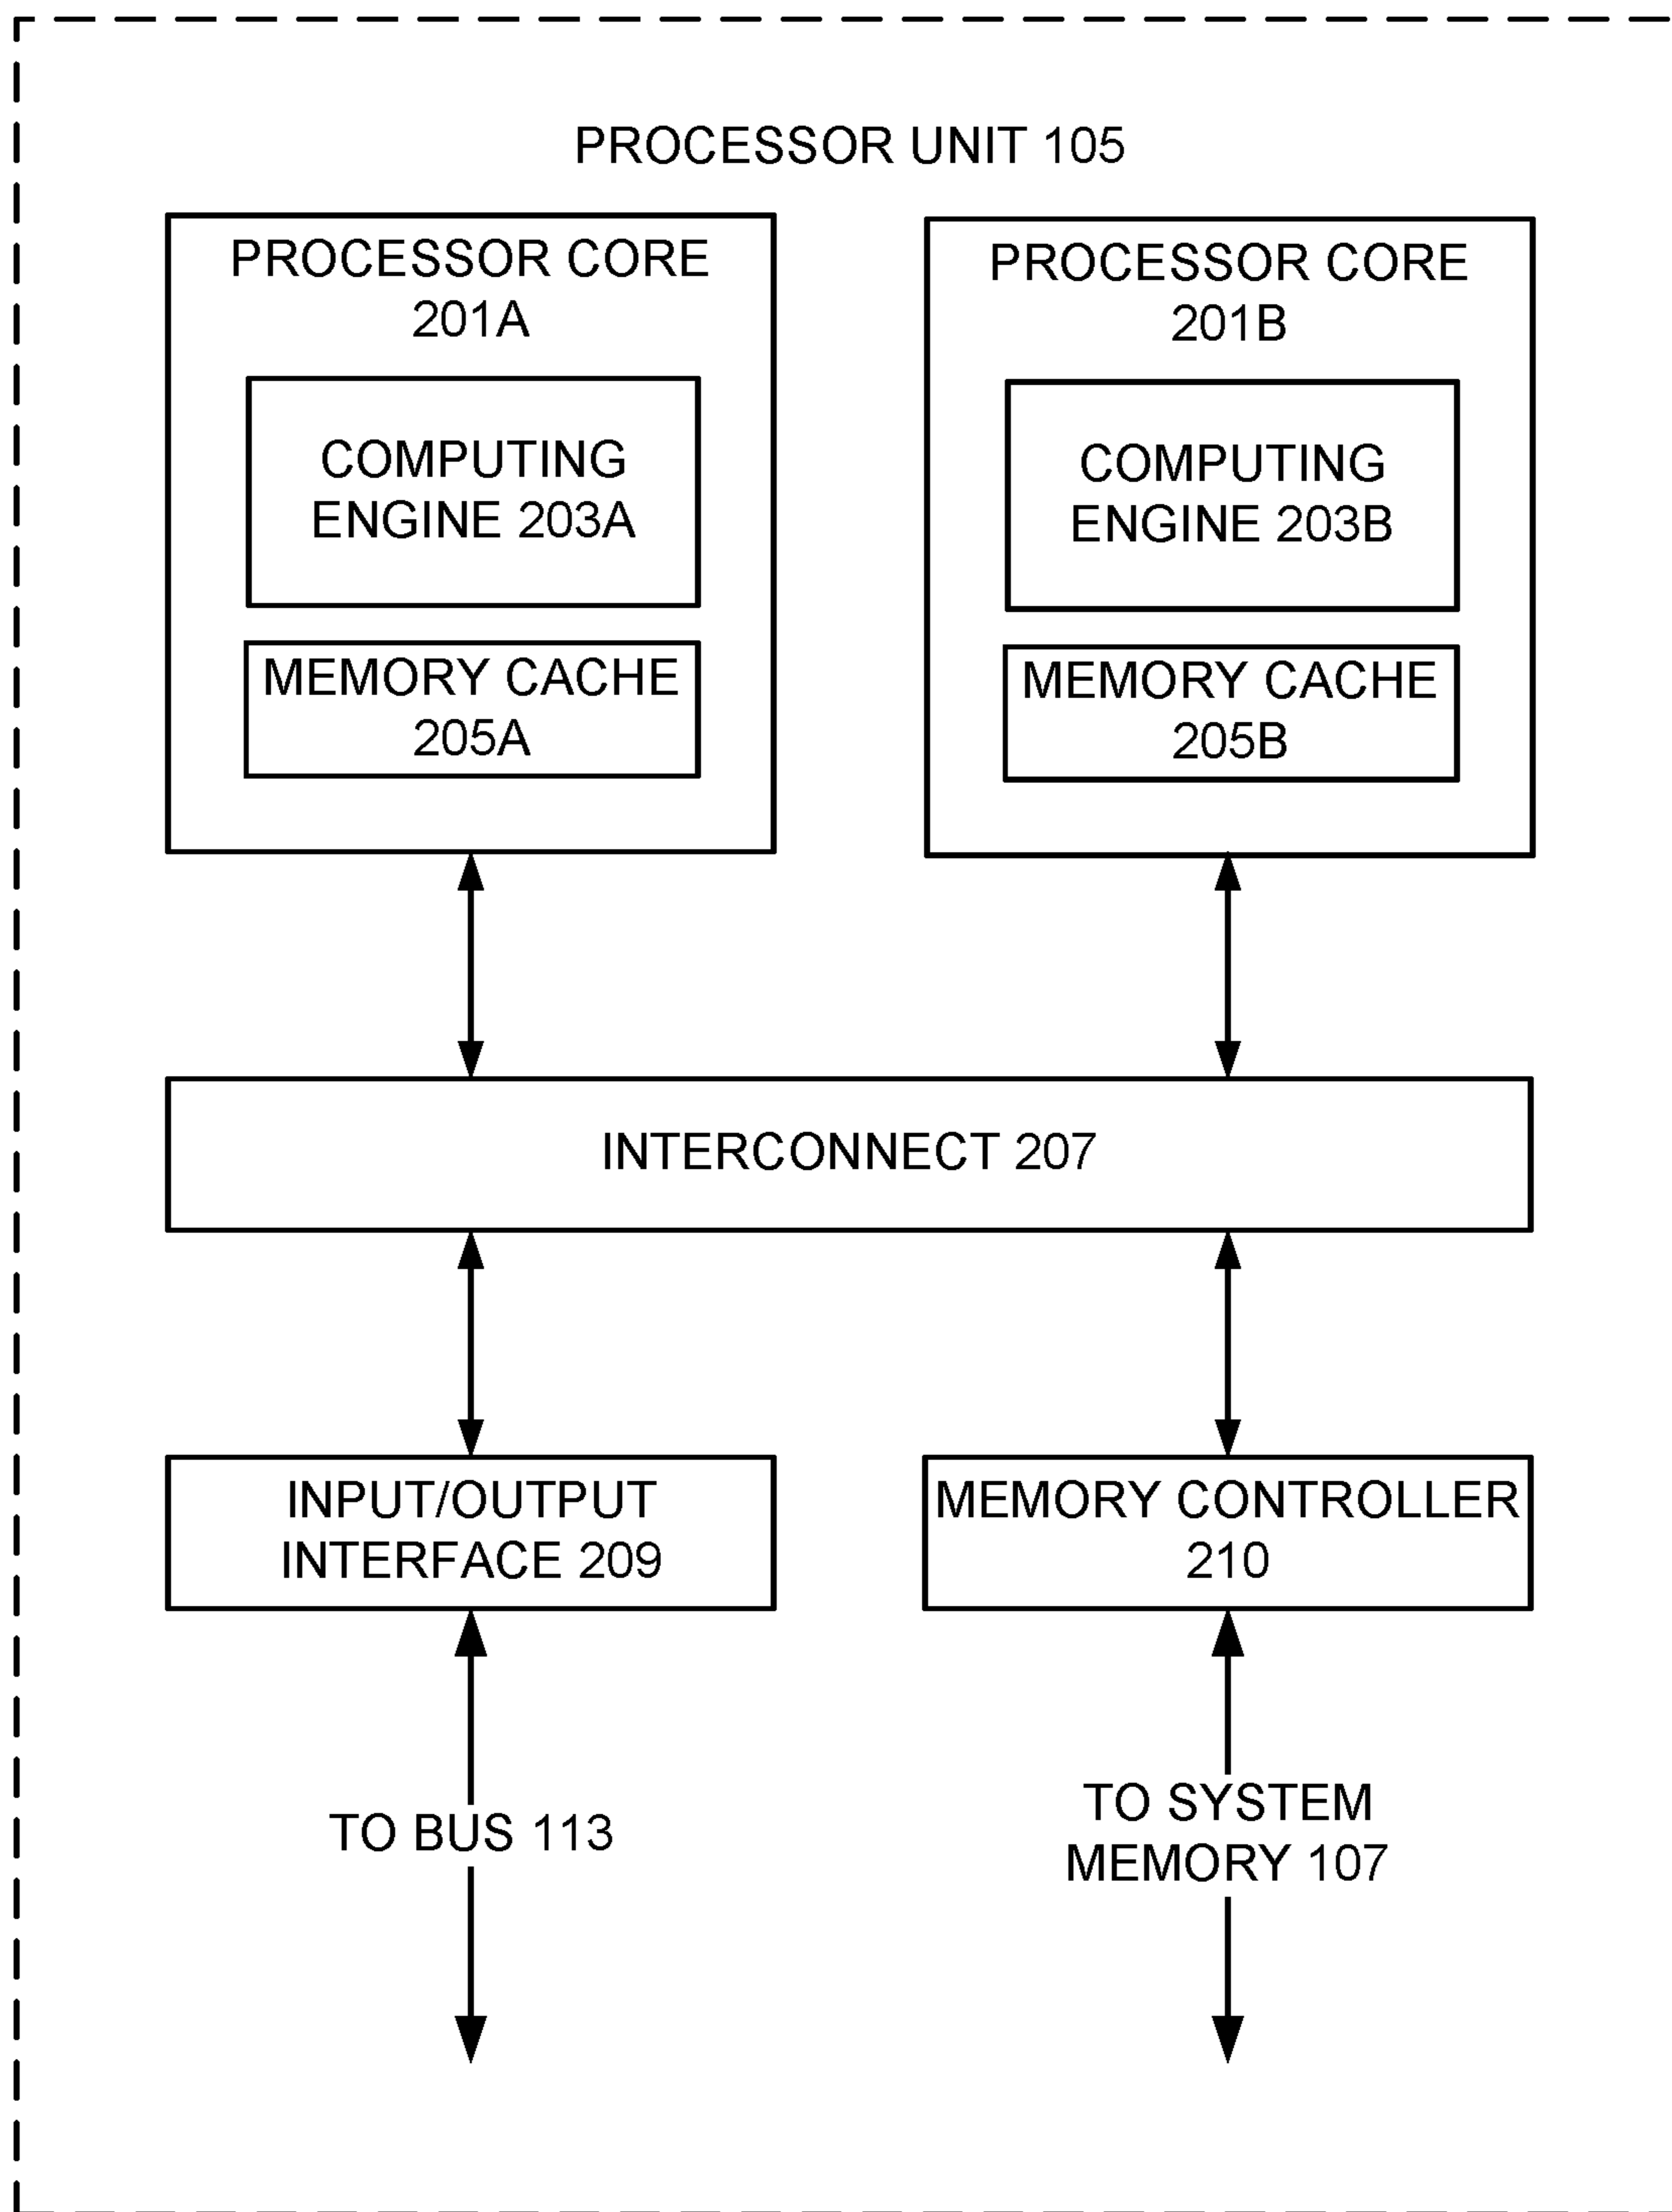 PROCESSOR UNIT 105
PROCESSOR CORE
201A
COMPUTING
ENGINE 203A
MEMORY CACHE
205A
PROCESSOR CORE
201B
COMPUTING
ENGINE 203B
MEMORY CACHE
205B
INTERCONNECT 207
INPUT/OUTPUT
INTERFACE 209
MEMORY CONTROLLER
210
TO BUS 113
TO SYSTEM
MEMORY 107